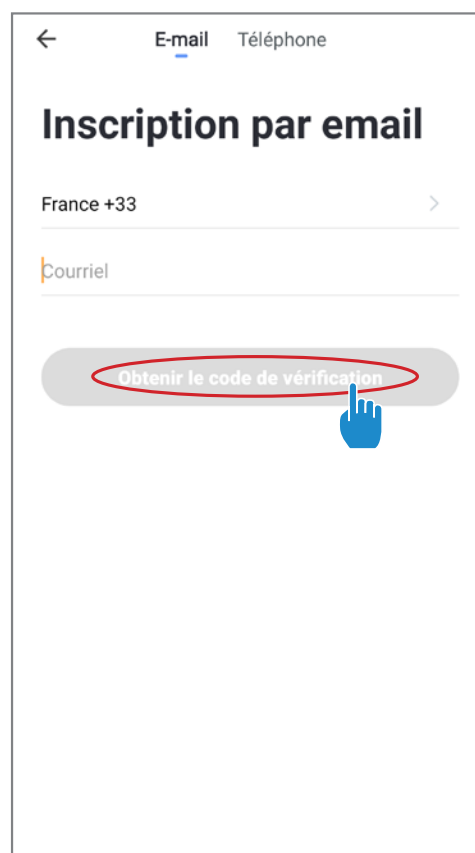 E-mail Téléphone
Inscription par email
France +33
Courriel
Obtenir le code de vérification